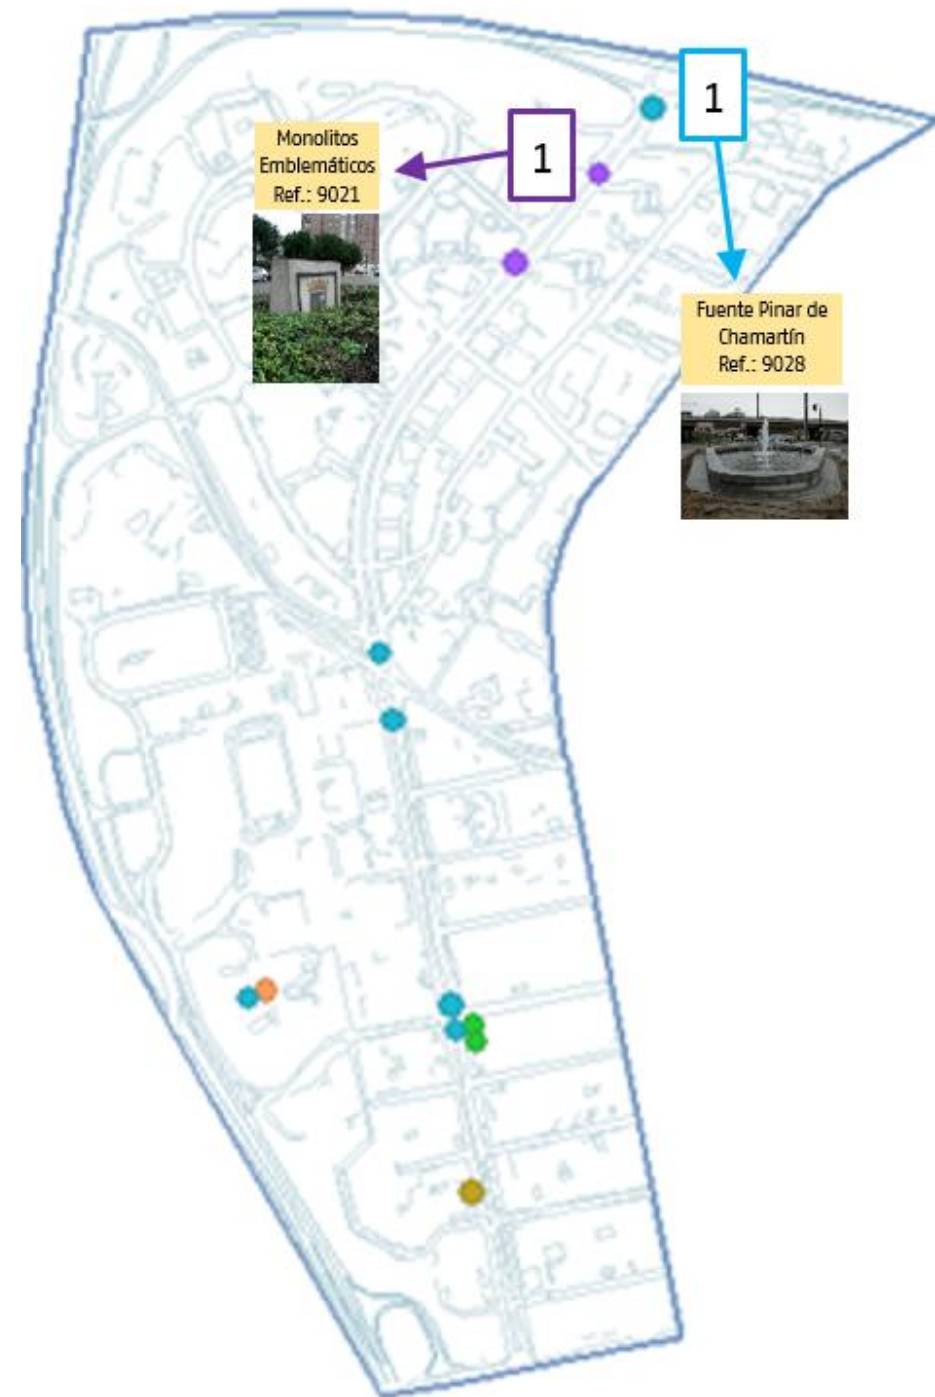 1
1
Monolitos
Emblemáticos
Ref.: 9021
Fuente Pinar de
Chamartín
Ref.: 9028